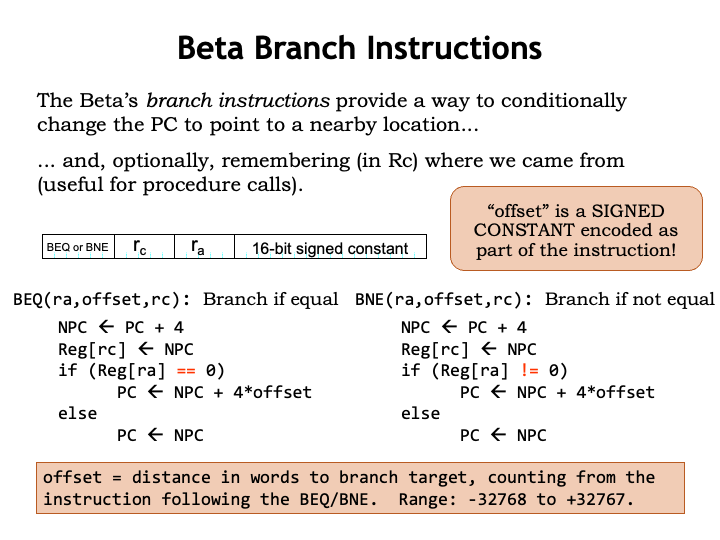 Beta Branch Instructions
The Beta’s branch instructions provide a way to conditionally
change the PC to point to a nearby location…
… and, optionally, remembering (in Rc) where we came from
(useful for procedure calls).
“offset” is a SIGNED
CONSTANT encoded as
part of the instruction!
BEQ or BNE rc ra 16-bit signed constant
BEQ(ra,offset,rc): Branch if equal
NPC ← PC + 4
Reg[rc] ← NPC
if (Reg[ra] == 0)
PC ← NPC + 4*offset
else
PC ← NPC
BNE(ra,offset,rc): Branch if not equal
NPC ← PC + 4
Reg[rc] ← NPC
if (Reg[ra] != 0)
PC ← NPC + 4*offset
else
PC ← NPC
offset = distance in words to branch target, counting from the
instruction following the BEQ/BNE. Range: -32768 to +32767.